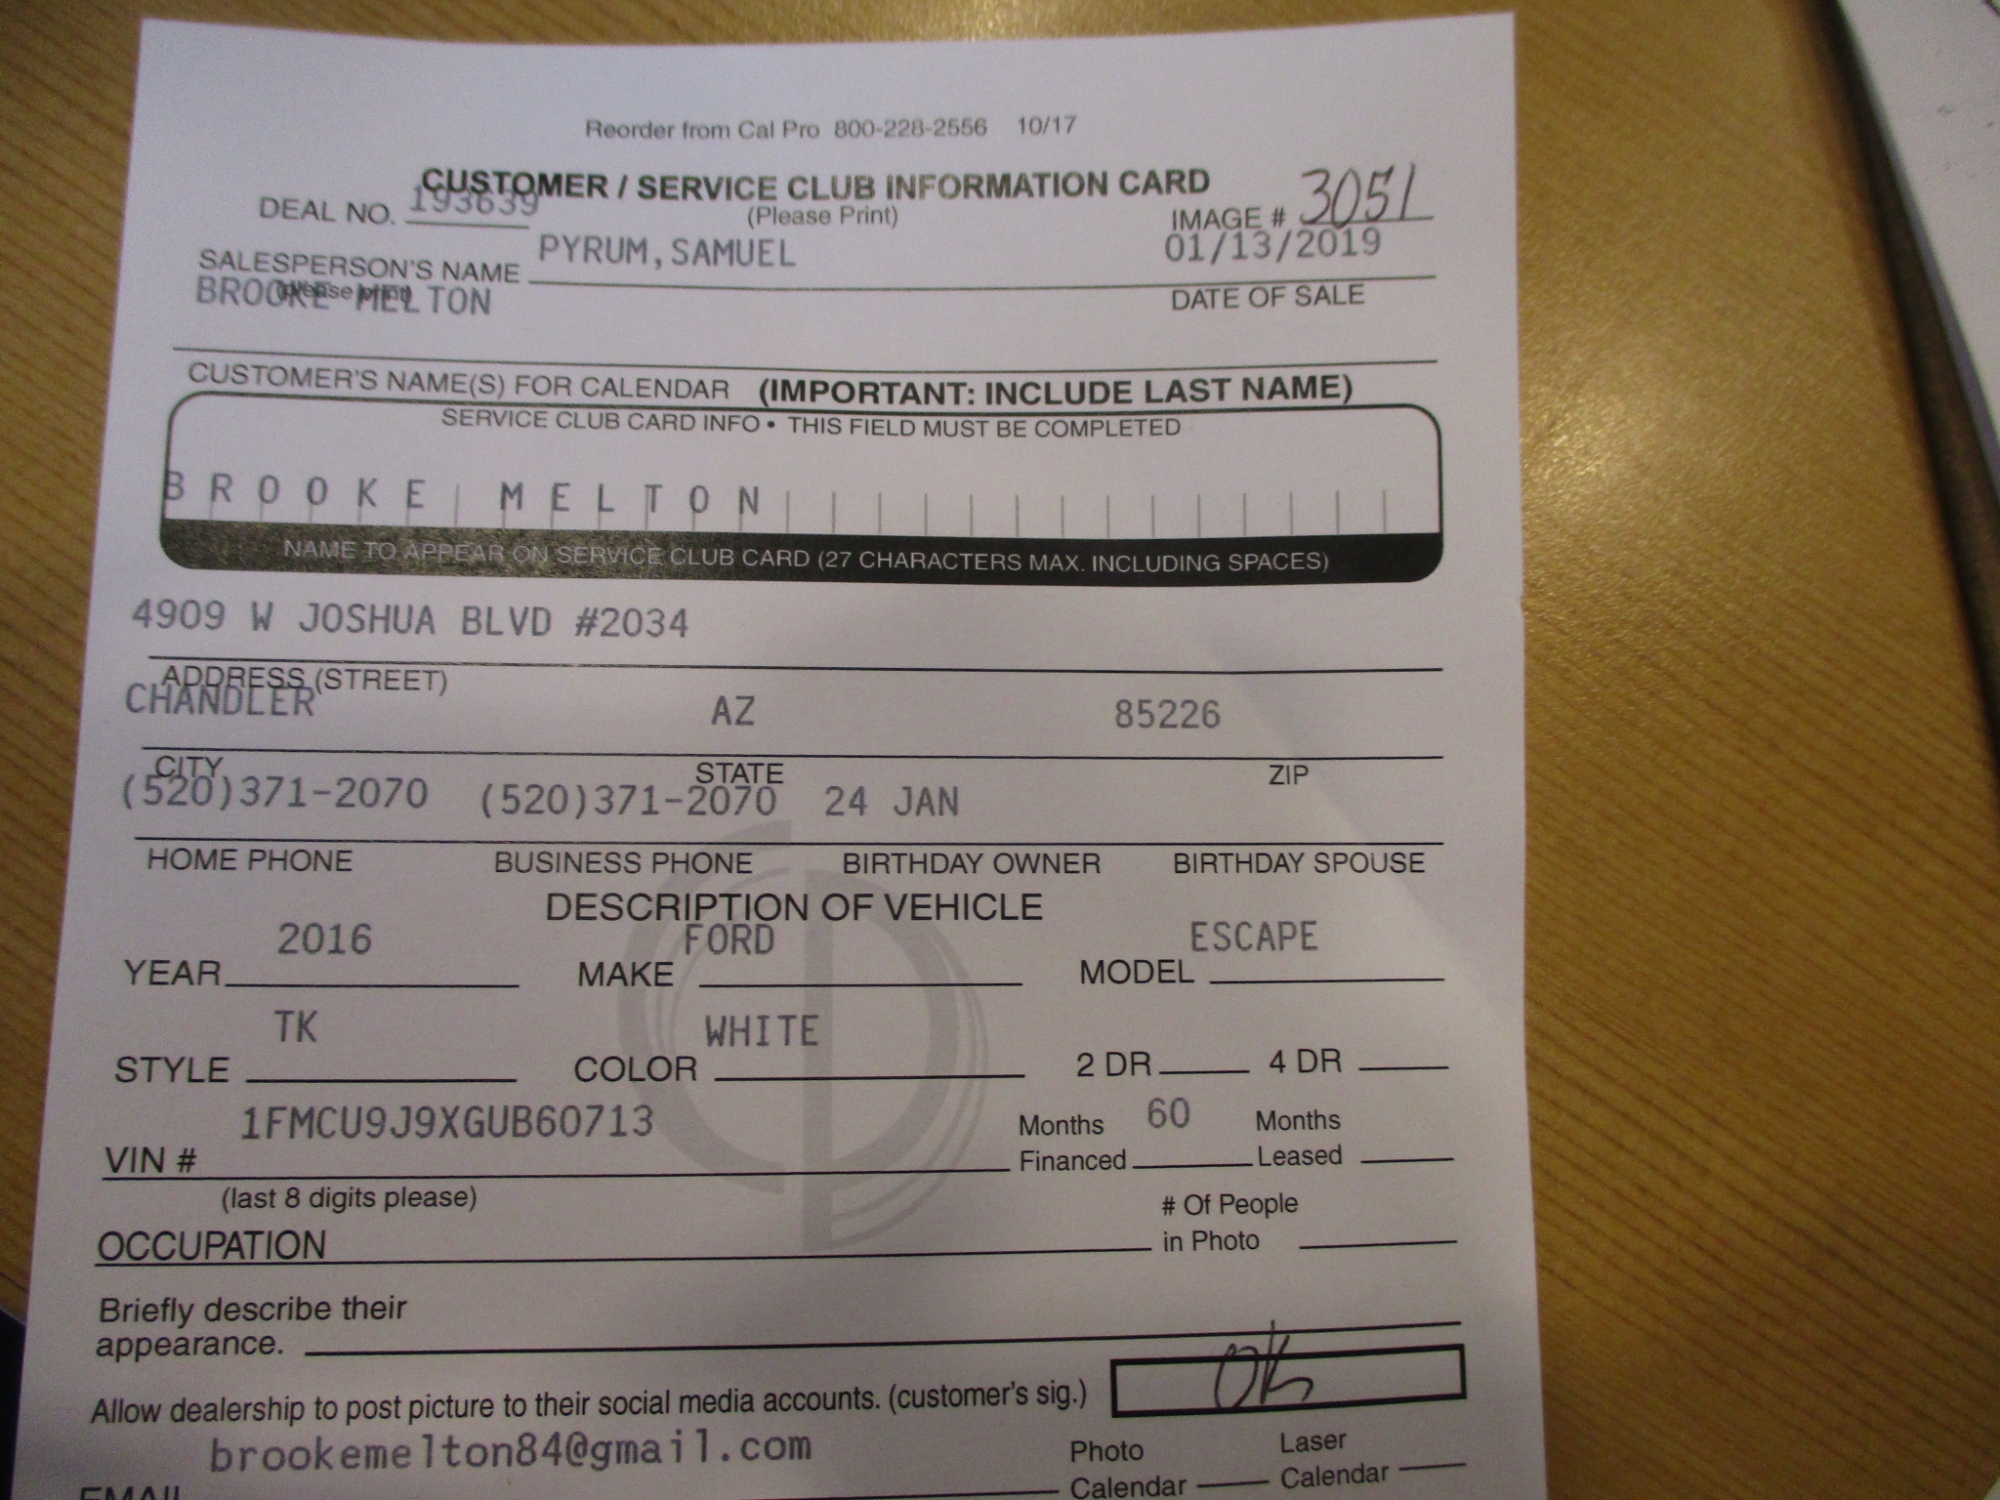 Reorder from Cal Pro 800-228-2556 10/17
CUSTOMER / SERVICE CLUB INFORMATION CARD
DEAL NO. 193639 (Please Print) IMAGE # 3051
SALESPERSON'S NAME PYRUM, SAMUEL 01/13/2019
(please print) DATE OF SALE
BROOKE MELTON
CUSTOMER'S NAME(S) FOR CALENDAR (IMPORTANT: INCLUDE LAST NAME)
SERVICE CLUB CARD INFO • THIS FIELD MUST BE COMPLETED
BROOKE MELTON
NAME TO APPEAR ON SERVICE CLUB CARD (27 CHARACTERS MAX. INCLUDING SPACES)
4909 W JOSHUA BLVD #2034
ADDRESS (STREET)
CHANDLER AZ 85226
CITY STATE ZIP
(520)371-2070 (520)371-2070 24 JAN
HOME PHONE BUSINESS PHONE BIRTHDAY OWNER BIRTHDAY SPOUSE
DESCRIPTION OF VEHICLE
2016 FORD ESCAPE
YEAR MAKE MODEL
TK WHITE
STYLE COLOR 2 DR 4 DR
1FMCU9J9XGUB60713 Months 60 Months
VIN # Financed Leased
(last 8 digits please) # Of People
OCCUPATION in Photo
Briefly describe their
appearance.
Allow dealership to post picture to their social media accounts. (customer's sig.) OK
brookemelton84@gmail.com Photo Laser
EMAIL Calendar Calendar